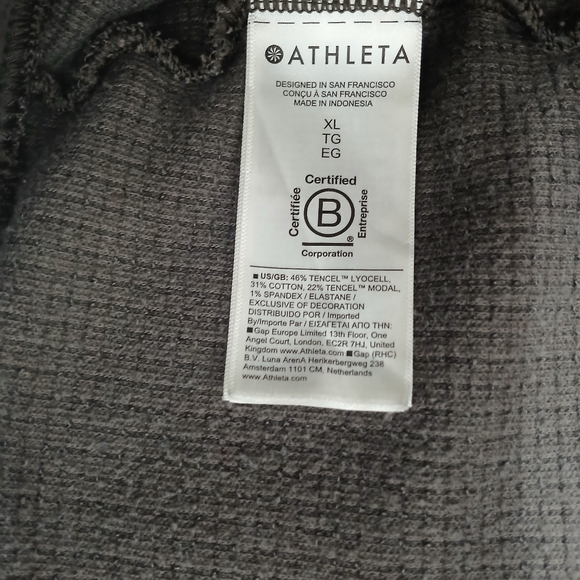 ATHLETA
DESIGNED IN SAN FRANCISCO
CONÇU À SAN FRANCISCO
MADE IN INDONESIA
XL
TG
EG
Certified
Certifiée
B
Entreprise
®
Corporation
■ US/GB: 46% TENCEL™ LYOCELL,
31% COTTON, 22% TENCEL™ MODAL,
1% SPANDEX / ELASTANE /
EXCLUSIVE OF DECORATION
DISTRIBUIDO POR / Imported
By/Importe Par / ΕΙΣΑΓΕΤΑΙ ΑΠΟ ΤΗΝ:
■ Gap Europe Limited 13th Floor, One
Angel Court, London, EC2R 7HJ, United
Kingdom www.Athleta.com ■ Gap (RHC)
B.V. Luna ArenA Herikerbergweg 238
Amsterdam 1101 CM, Netherlands
www.Athleta.com